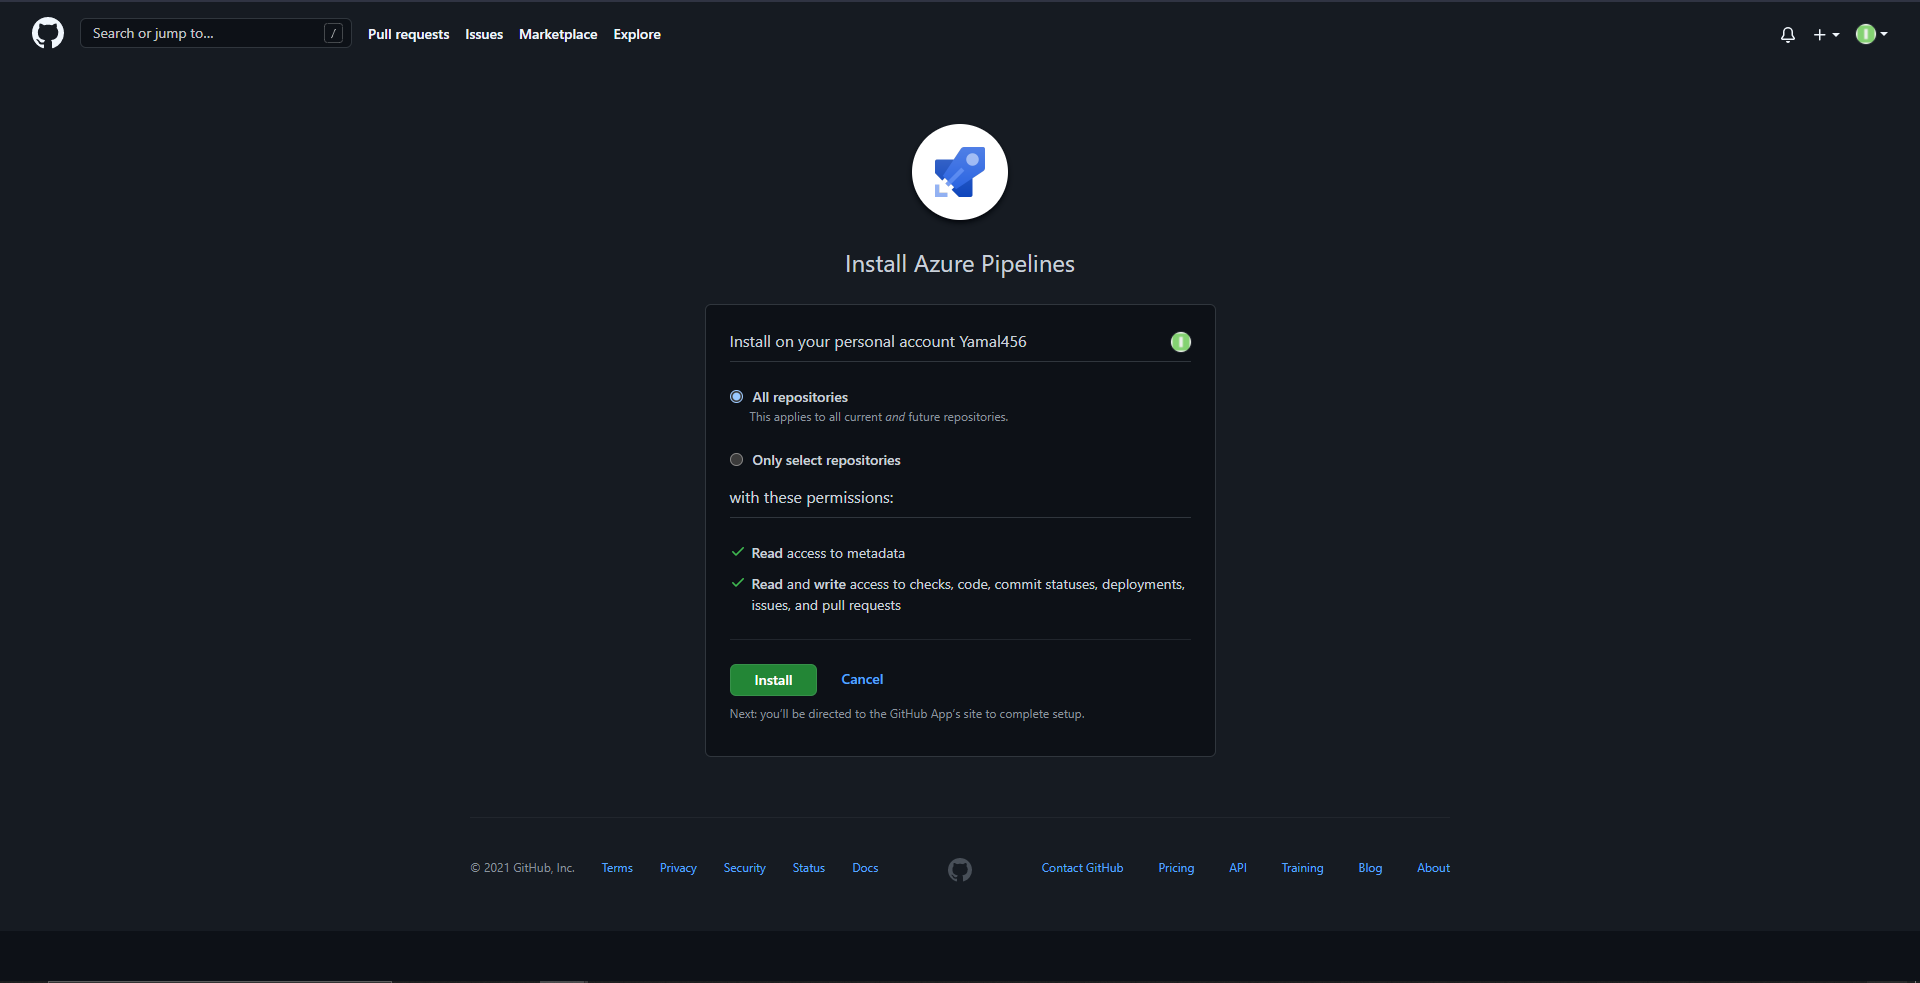 Search or jump to... /
Pull requests Issues Marketplace Explore
Install Azure Pipelines
Install on your personal account Yamal456
All repositories
This applies to all current and future repositories.
Only select repositories
with these permissions:
Read access to metadata
Read and write access to checks, code, commit statuses, deployments,
issues, and pull requests
Install Cancel
Next: you'll be directed to the GitHub App's site to complete setup.
© 2021 GitHub, Inc. Terms Privacy Security Status Docs Contact GitHub Pricing API Training Blog About